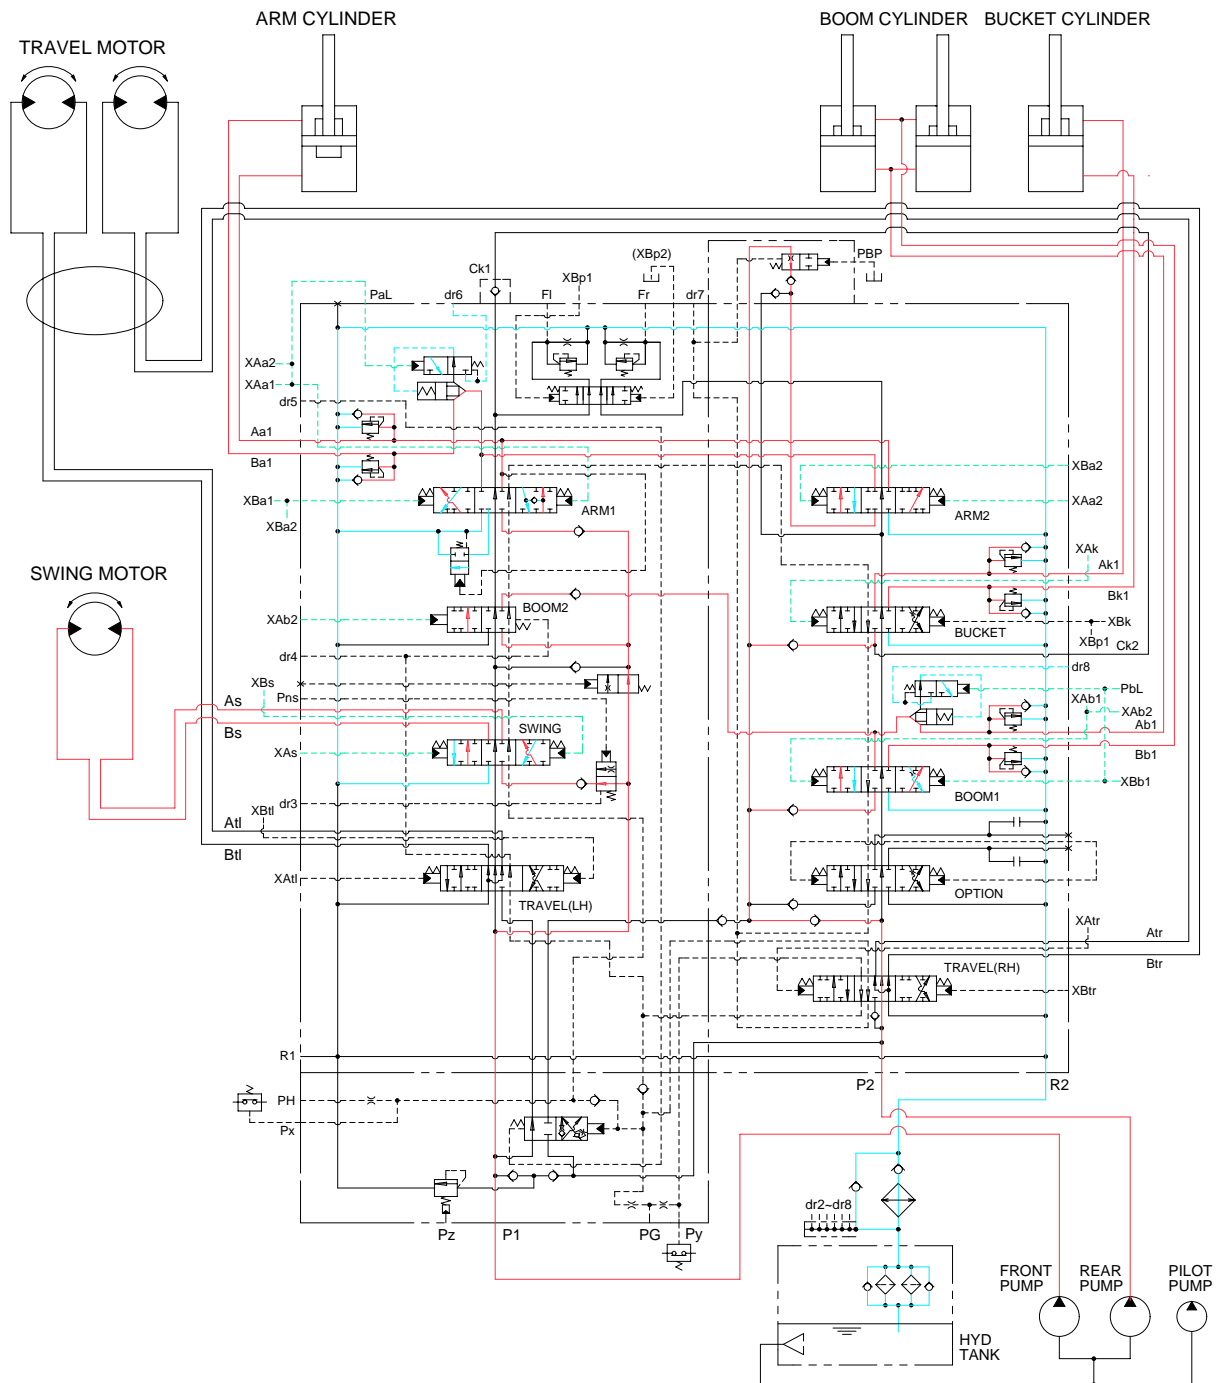 ARM CYLINDER
BOOM CYLINDER
BUCKET CYLINDER
TRAVEL MOTOR
Ck1
XBp1
(XBp2)
PBP
PaL
dr6
Fl
Fr
dr7
XAa2
XAa1
dr5
Aa1
Ba1
XBa1
XBa2
ARM1
XBa2
XAa2
ARM2
XAk
Ak1
Bk1
SWING MOTOR
XAb2
BOOM2
BUCKET
XBk
XBp1
Ck2
dr4
dr8
XBs
Pns
PbL
XAb1
XAb2
As
Bs
SWING
Ab1
Bb1
XAs
BOOM1
XBb1
dr3
XBtl
Atl
Btl
XAtl
TRAVEL(LH)
OPTION
XAtr
Atr
Btr
TRAVEL(RH)
XBtr
R1
P2
R2
PH
Px
dr2~dr8
Pz
P1
PG
Py
FRONT
PUMP
REAR
PUMP
PILOT
PUMP
HYD
TANK